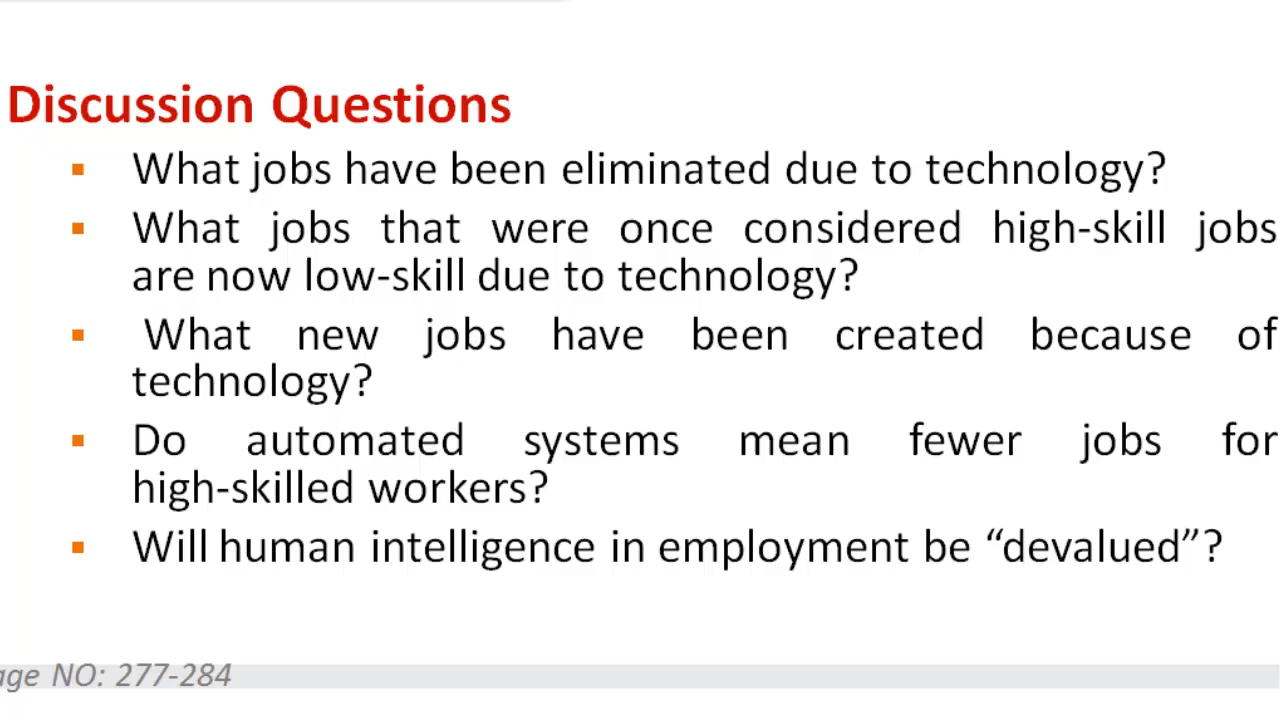 Discussion Questions
▪ What jobs have been eliminated due to technology?
▪ What jobs that were once considered high-skill jobs
are now low-skill due to technology?
▪ What new jobs have been created because of
technology?
▪ Do automated systems mean fewer jobs for
high-skilled workers?
▪ Will human intelligence in employment be “devalued”?
age NO: 277-284